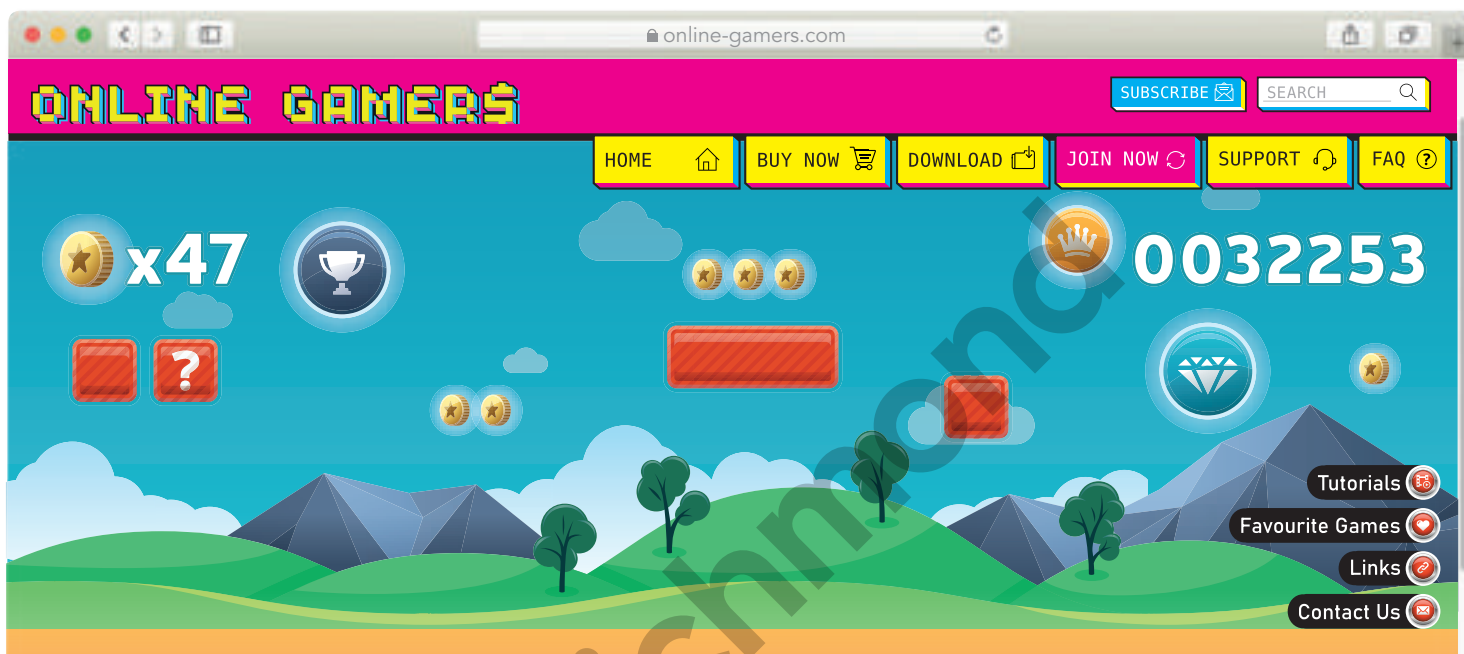 online-gamers.com
ONLINE GAMER$
SUBSCRIBE
SEARCH
HOME
BUY NOW
DOWNLOAD
JOIN NOW
SUPPORT
FAQ ?
x47
0032253
?
Tutorials
Favourite Games
Links
Contact Us